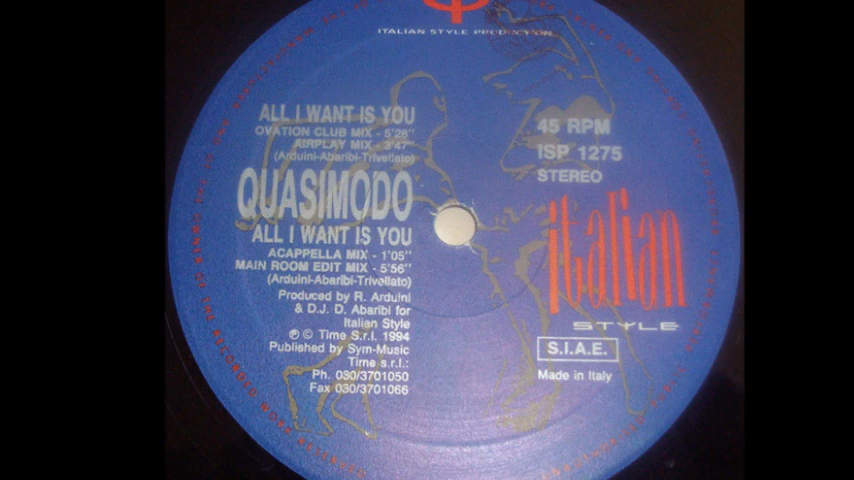 ITALIAN STYLE PRODUCTION
ALL I WANT IS YOU
OVATION CLUB MIX - 5'28"
AIRPLAY MIX - 3'47"
(Arduini-Abaribi-Trivellato)
QUASIMODO
ALL I WANT IS YOU
ACAPPELLA MIX - 1'05"
MAIN ROOM EDIT MIX - 5'56"
(Arduini-Abaribi-Trivellato)
Produced by R. Arduini
& D.J. D. Abaribi for
Italian Style
℗ © Time S.r.l. 1994
Published by Sym-Music
Time s.r.l.:
Ph. 030/3701050
Fax 030/3701066
45 RPM
ISP 1275
STEREO
italian
STYLE
S.I.A.E.
Made in Italy